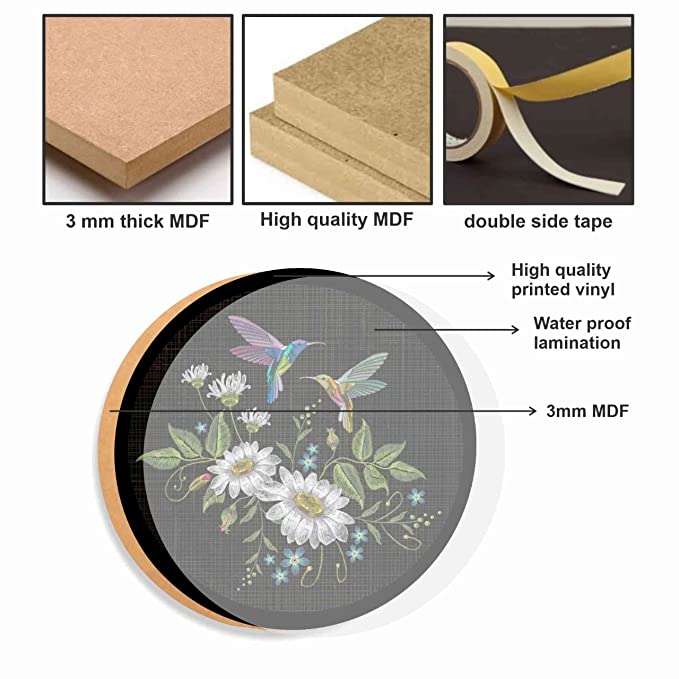 3 mm thick MDF
High quality MDF
double side tape
High quality
printed vinyl
Water proof
lamination
3mm MDF